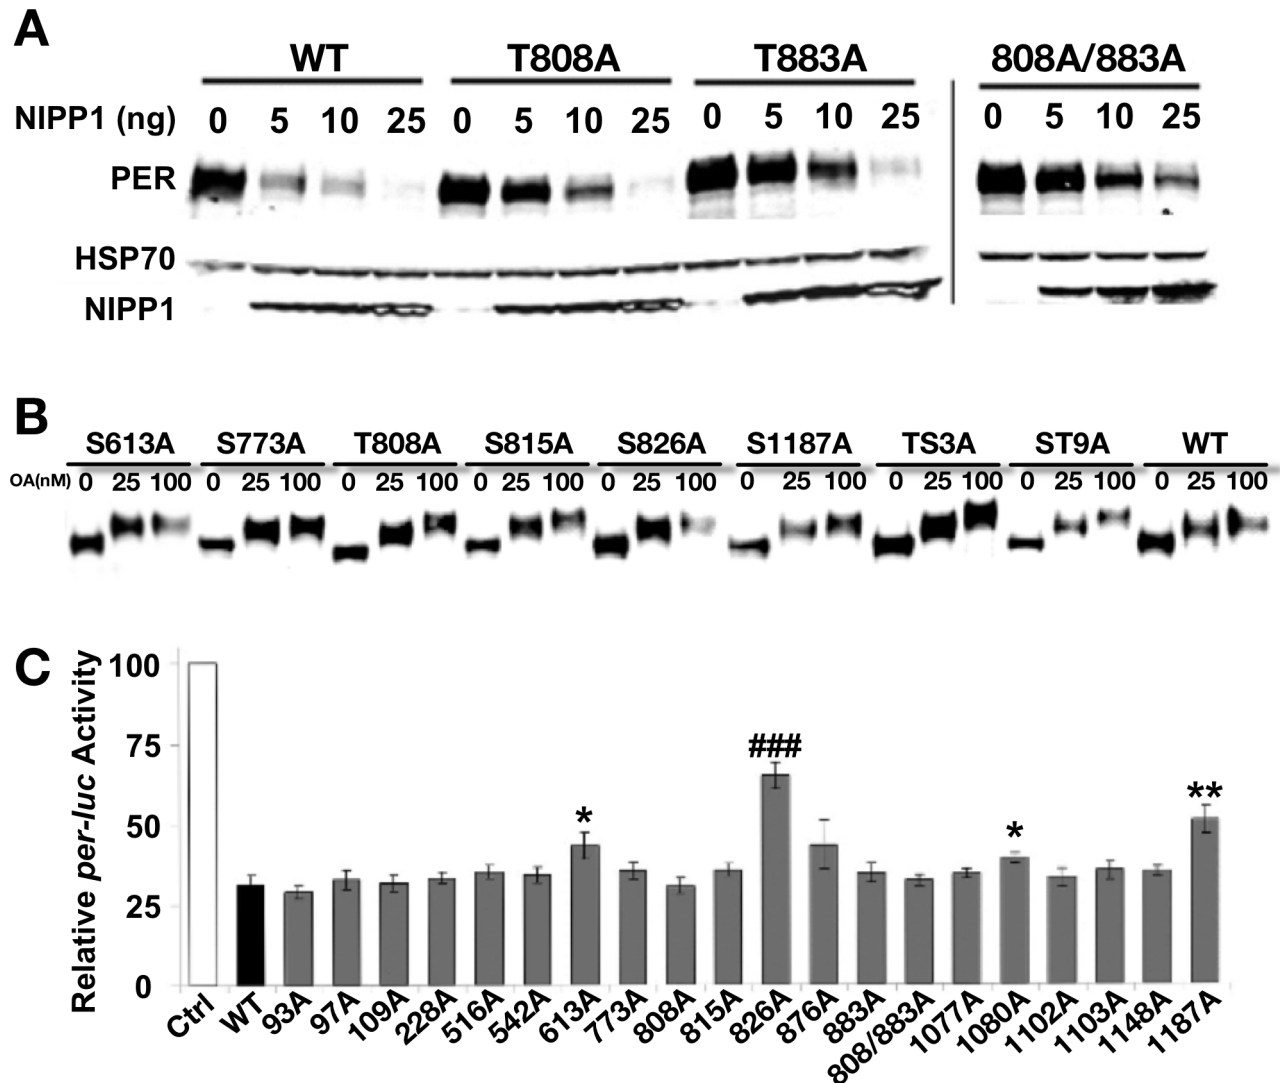 A
WT T808A T883A 808A/883A
NIPP1 (ng) 0 5 10 25 0 5 10 25 0 5 10 25 0 5 10 25
PER
HSP70
NIPP1
B
S613A S773A T808A S815A S826A S1187A TS3A ST9A WT
OA(nM) 0 25 100 0 25 100 0 25 100 0 25 100 0 25 100 0 25 100 0 25 100 0 25 100 0 25 100
C
Relative per-luc Activity
100
75
50
25
0
* ### * **
Ctrl WT 93A 97A 109A 228A 516A 542A 613A 773A 808A 815A 826A 876A 883A 808/883A 1077A 1080A 1102A 1103A 1148A 1187A